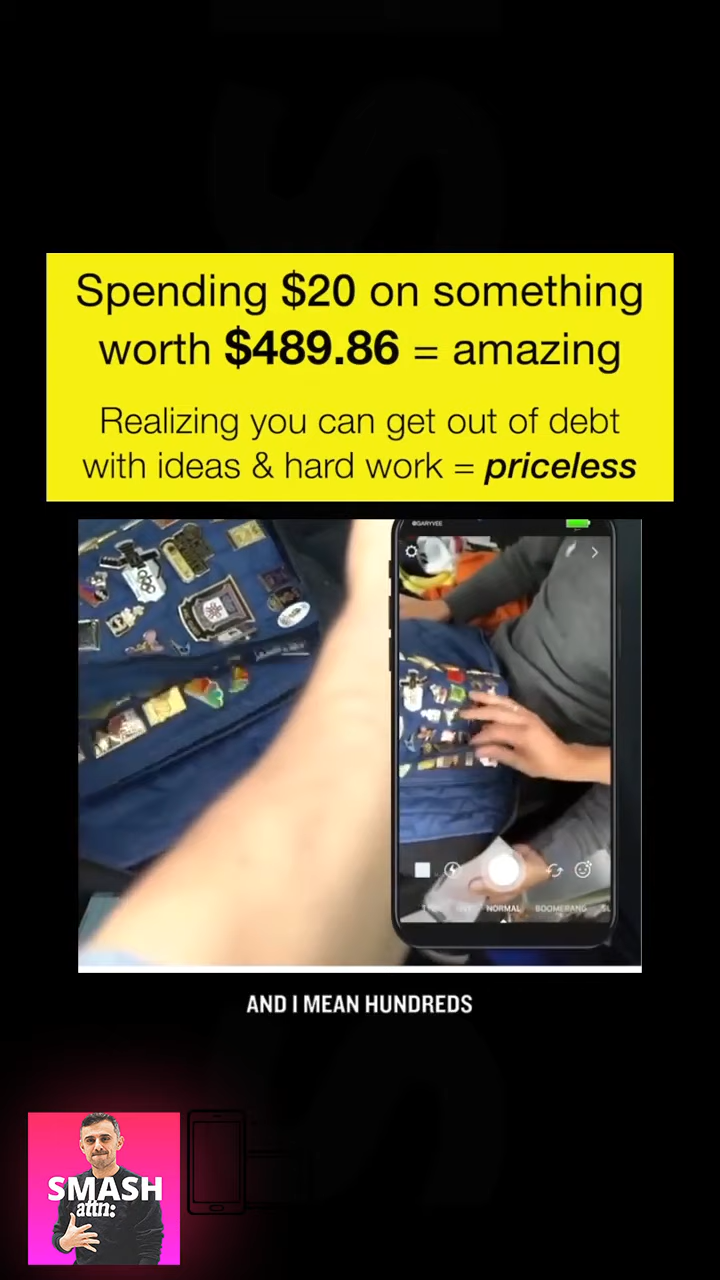 Spending $20 on something
worth $489.86 = amazing
Realizing you can get out of debt
with ideas & hard work = priceless
@GARYVEE
NORMAL
BOOMERANG
AND I MEAN HUNDREDS
SMASH
attn: